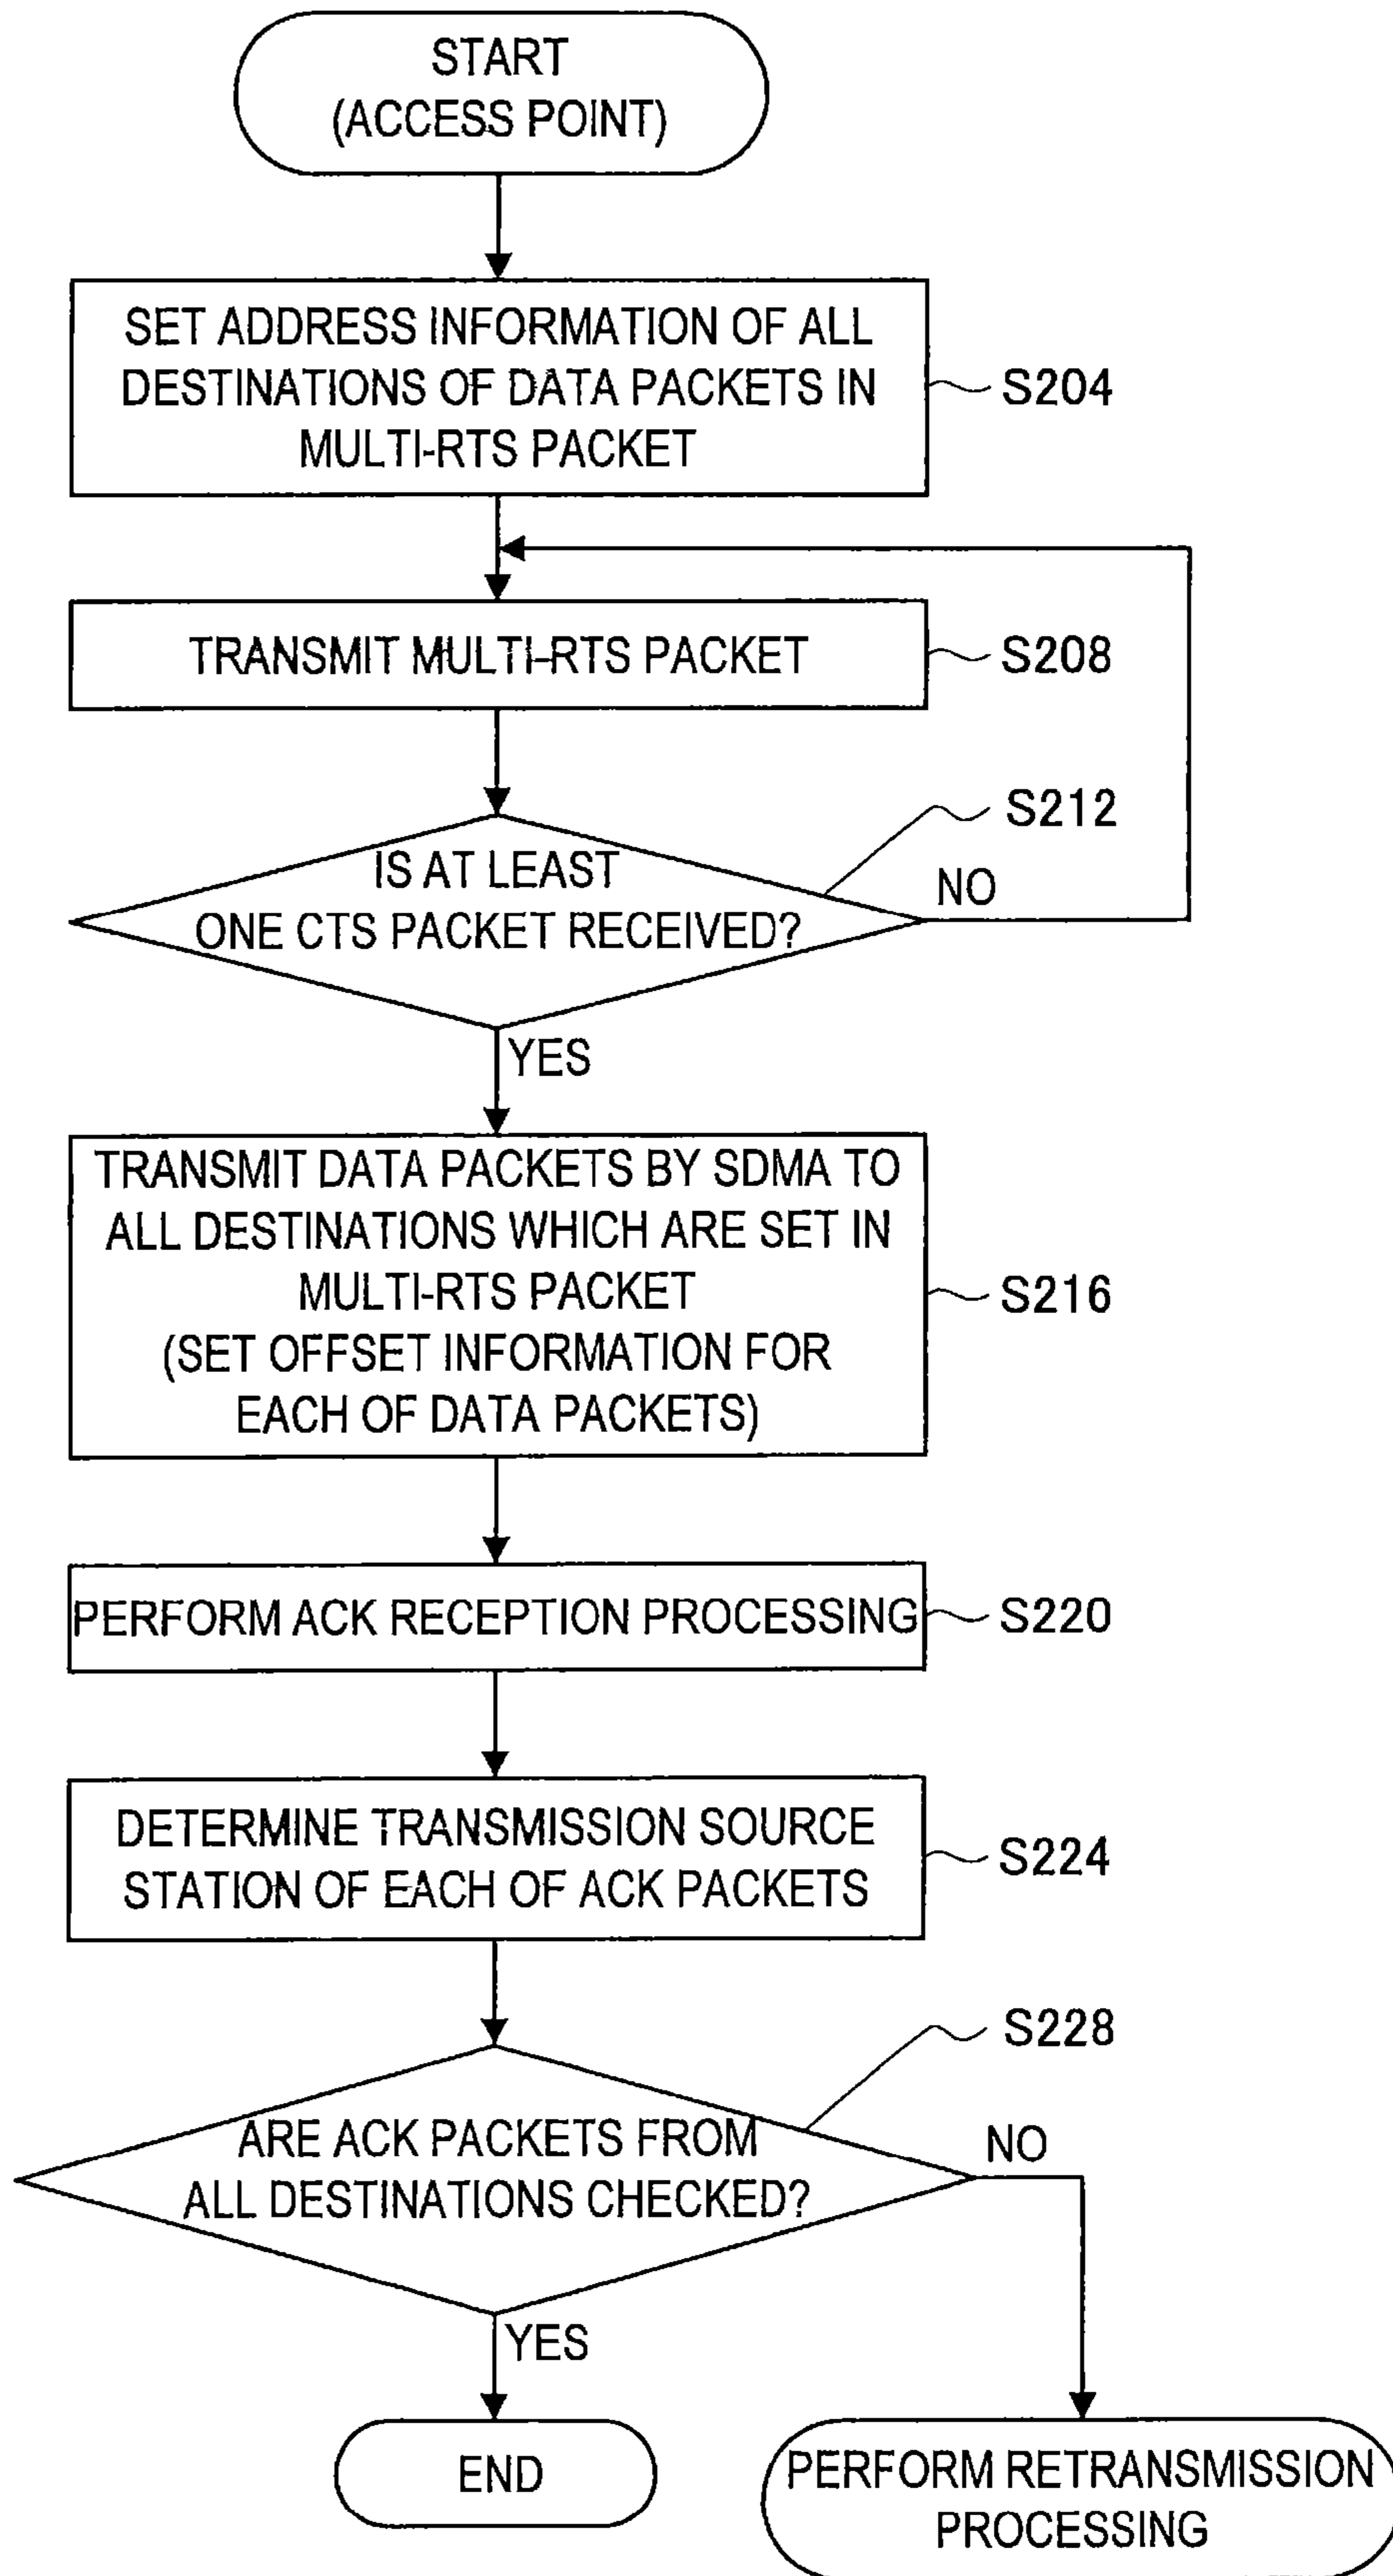 START
(ACCESS POINT)
SET ADDRESS INFORMATION OF ALL
DESTINATIONS OF DATA PACKETS IN
MULTI-RTS PACKET
S204
TRANSMIT MULTI-RTS PACKET
S208
S212
IS AT LEAST
ONE CTS PACKET RECEIVED?
NO
YES
TRANSMIT DATA PACKETS BY SDMA TO
ALL DESTINATIONS WHICH ARE SET IN
MULTI-RTS PACKET
(SET OFFSET INFORMATION FOR
EACH OF DATA PACKETS)
S216
PERFORM ACK RECEPTION PROCESSING
S220
DETERMINE TRANSMISSION SOURCE
STATION OF EACH OF ACK PACKETS
S224
S228
ARE ACK PACKETS FROM
ALL DESTINATIONS CHECKED?
NO
YES
END
PERFORM RETRANSMISSION
PROCESSING